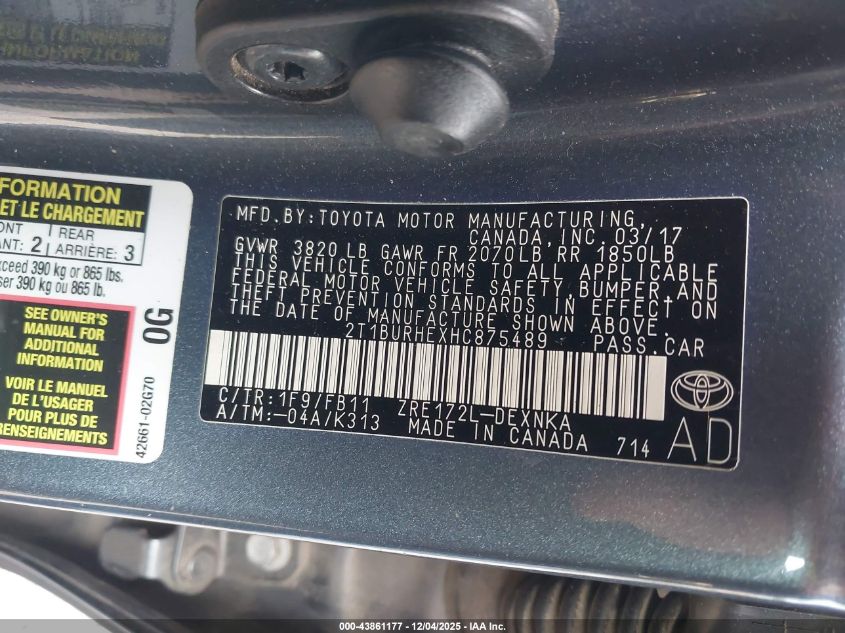 FORMATION
ET LE CHARGEMENT
REAR
2
ARRIÈRE 3
390 kg or 865 lbs.
390 kg ou 865 lb.
SEE OWNER'S
MANUAL FOR
ADDITIONAL
INFORMATION
VOIR LE MANUEL
DE L'USAGER
POUR PLUS DE
RENSEIGNEMENTS
0G
42661-02G70
MFD. BY: TOYOTA MOTOR MANUFACTURING
CANADA, INC. 03/17
GVWR 3820 LB GAWR FR 2070LB RR 1850LB
THIS VEHICLE CONFORMS TO ALL APPLICABLE
FEDERAL MOTOR VEHICLE SAFETY, BUMPER, AND
THEFT PREVENTION STANDARDS IN EFFECT ON
THE DATE OF MANUFACTURE SHOWN ABOVE.
2T1BURHEXHC875489 PASS.CAR
C/TR: 1F9/FB11 ZRE172L-DEXNKA
A/TM: -04A/K313 MADE IN CANADA 714
AD
000-43861177 - 12/04/2025 - IAA Inc.